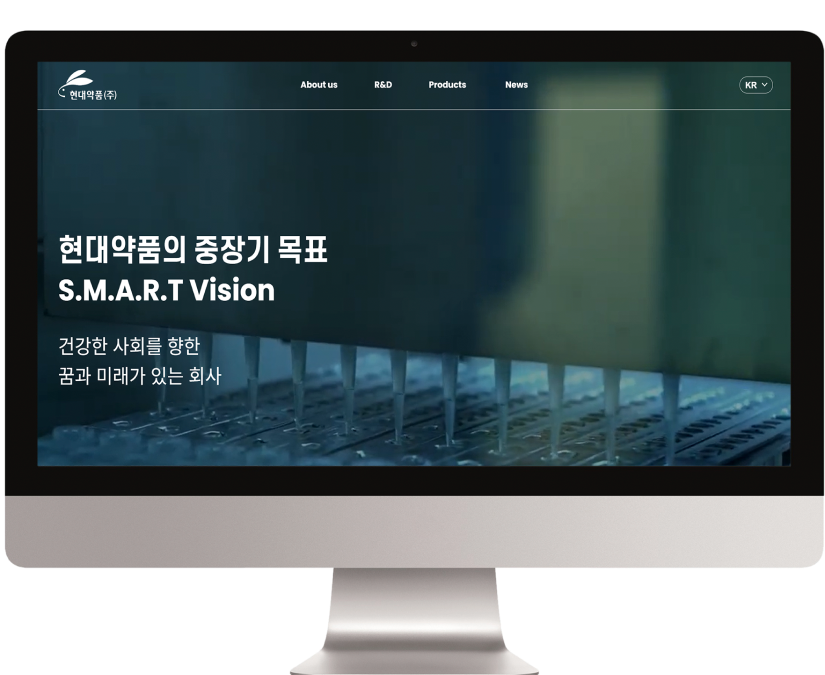 현대약품(주)
About us
R&D
Products
News
KR
현대약품의 중장기 목표
S.M.A.R.T Vision
건강한 사회를 향한
꿈과 미래가 있는 회사